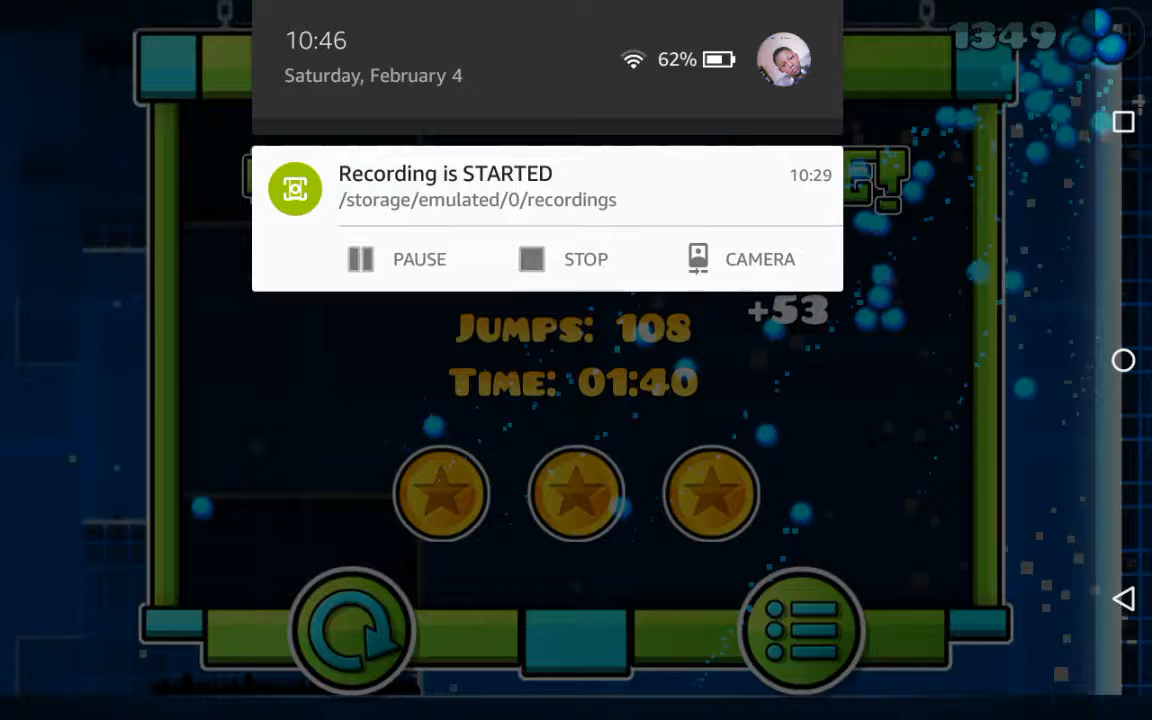 10:46
Saturday, February 4
62%
1349
Recording is STARTED
10:29
/storage/emulated/0/recordings
PAUSE
STOP
CAMERA
+53
Jumps: 108
Time: 01:40